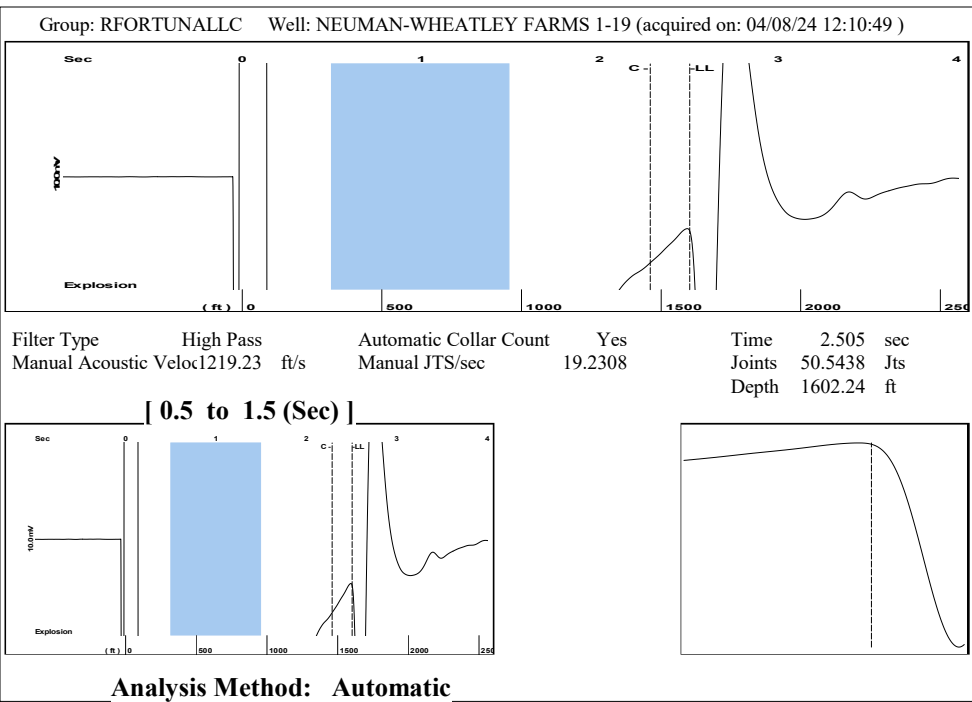 Group: RFORTUNALLC Well: NEUMAN-WHEATLEY FARMS 1-19 (acquired on: 04/08/24 12:10:49 )
Sec 0 1 2 3 4
C - -LL
Explosion
( ft ) 0 500 1000 1500 2000 250
Filter Type High Pass Automatic Collar Count Yes Time 2.505 sec
Manual Acoustic Veloc1219.23 ft/s Manual JTS/sec 19.2308 Joints 50.5438 Jts
Depth 1602.24 ft
[ 0.5 to 1.5 (Sec) ]
Sec 0 1 2 3 4
C - -LL
10.0 mV
Explosion
( ft ) 0 500 1000 1500 2000 250
Analysis Method: Automatic